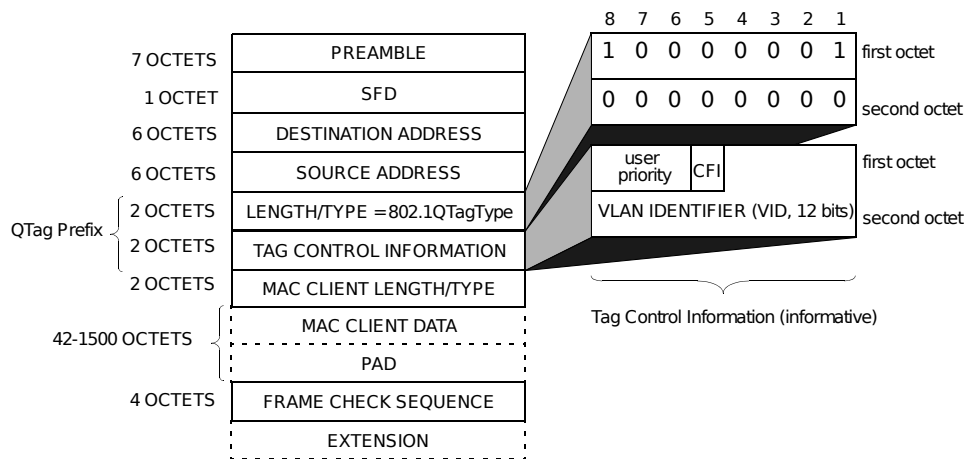 8 7 6 5 4 3 2 1
7 OCTETS PREAMBLE 1 0 0 0 0 0 0 1 first octet
1 OCTET SFD 0 0 0 0 0 0 0 0 second octet
6 OCTETS DESTINATION ADDRESS
6 OCTETS SOURCE ADDRESS user priority CFI first octet
QTag Prefix
2 OCTETS LENGTH/TYPE = 802.1QTagType VLAN IDENTIFIER (VID, 12 bits) second octet
2 OCTETS TAG CONTROL INFORMATION
2 OCTETS MAC CLIENT LENGTH/TYPE
Tag Control Information (informative)
42-1500 OCTETS MAC CLIENT DATA
PAD
4 OCTETS FRAME CHECK SEQUENCE
EXTENSION